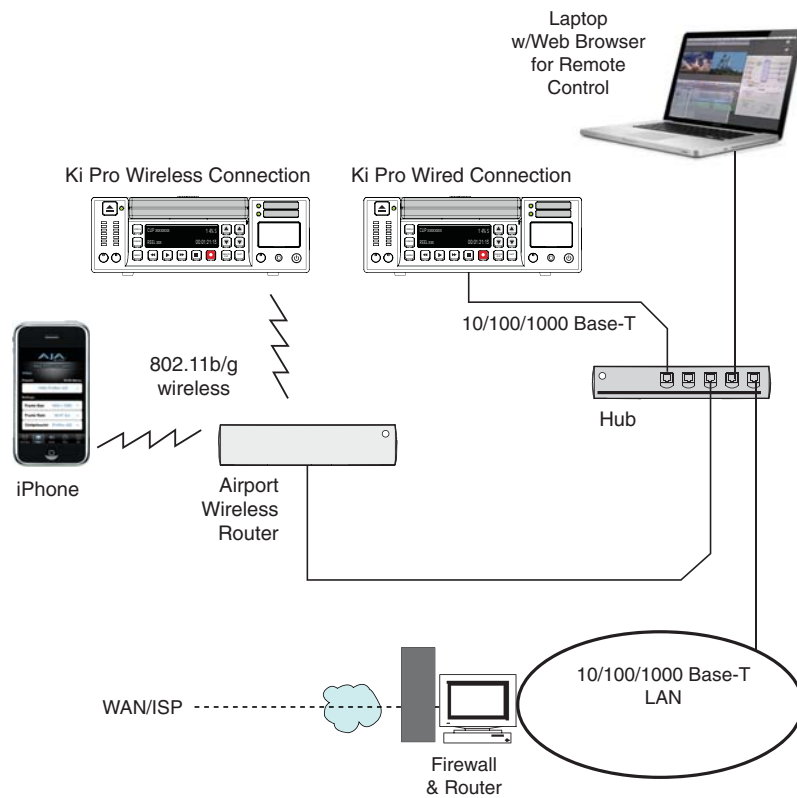 Laptop
w/Web Browser
for Remote
Control
Ki Pro Wireless Connection
Ki Pro Wired Connection
10/100/1000 Base-T
802.11b/g
wireless
AJA
Hub
iPhone
Airport
Wireless
Router
10/100/1000 Base-T
LAN
WAN/ISP
Firewall
& Router